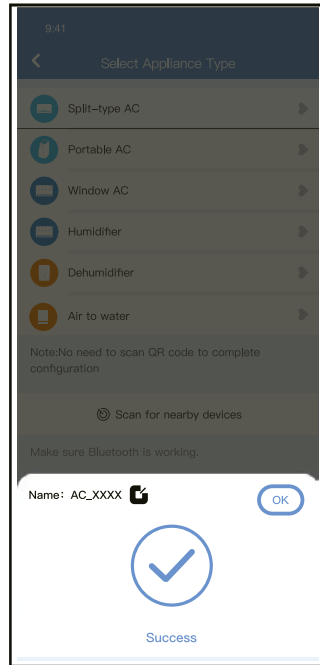 9:41
Select Appliance Type
Split-type AC
Portable AC
Window AC
Humidifier
Dehumidifier
Air to water
Note:No need to scan QR code to complete
configuration
Scan for nearby devices
Make sure Bluetooth is working.
Name: AC_XXXX
OK
Success